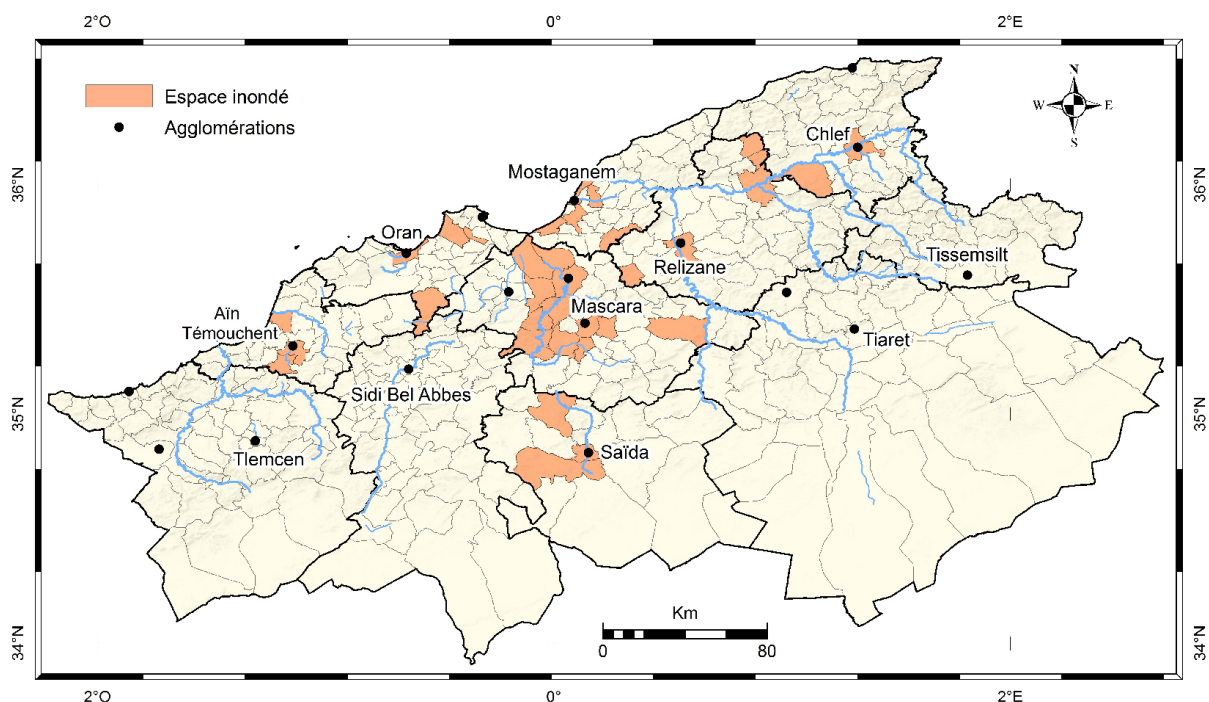 2°O 0° 2°E
N
W E
S
Espace inondé
Agglomérations
Chlef
Mostaganem
36°N 36°N
Oran
Relizane
Tissemsilt
Aïn
Témouchent
Mascara
Tiaret
Sidi Bel Abbes
35°N 35°N
Tlemcen
Saïda
Km
0 80
34°N 34°N
2°O 0° 2°E